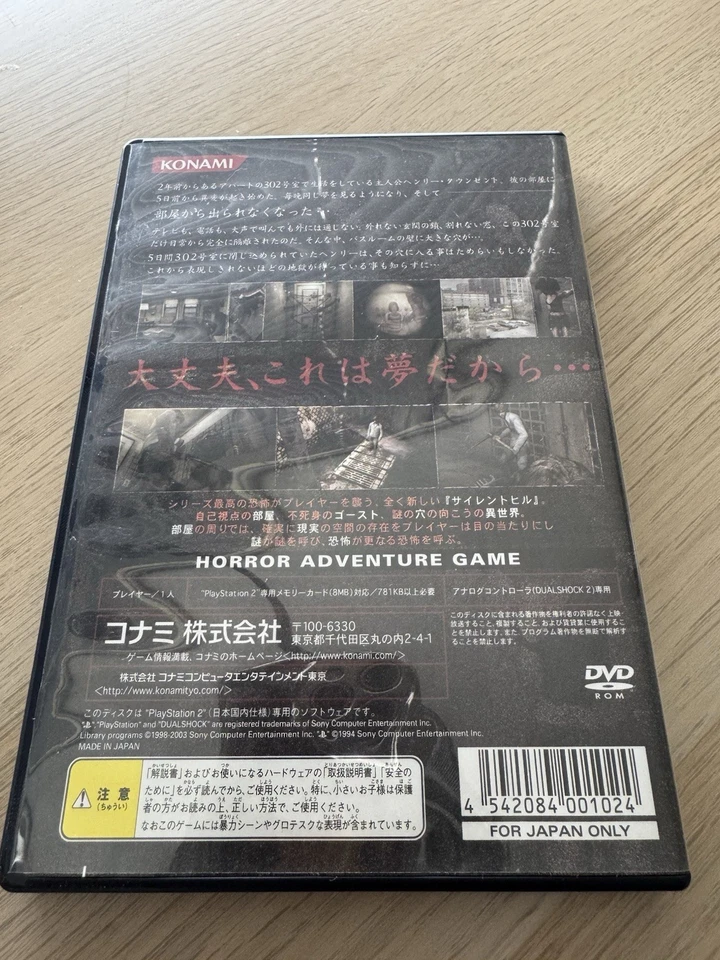 KONAMI
2年前からあるアパートの302号室で生活をしている主人公ヘンリー・タウンゼント。彼の部屋に
5日前から異変が起き始めた。毎晩同じ夢を見るようになり、そして
部屋から出られなくなった…
テレビも、電話も、大声で叫んでも外には通じない。外れない玄関の鎖、割れない窓、この302号室
だけ日常から完全に隔離されたのだ。そんな中、バスルームの壁に大きな穴が…。
5日間302号室に閉じ込められていたヘンリーは、その穴に入る事はためらいもしなかった。
これから表現しきれないほどの地獄が待っている事も知らずに…
大丈夫、これは夢だから…
シリーズ最高の恐怖がプレイヤーを襲う、全く新しい『サイレントヒル』。
自己視点の部屋、不死身のゴースト、謎の穴の向こうの異世界。
部屋の周りでは、確実に現実の空間の存在をプレイヤーは目の当たりにし
謎が謎を呼び、恐怖が更なる恐怖を呼ぶ。
HORROR ADVENTURE GAME
プレイヤー/1人
"PlayStation 2"専用メモリーカード(8MB)対応/781KB以上必要
アナログコントローラ(DUALSHOCK 2)専用
コナミ 株式会社 〒100-6330
東京都千代田区丸の内2-4-1
ゲーム情報満載、コナミのホームページ<http://www.konami.com/>
株式会社 コナミコンピュータエンタテインメント東京
<http://www.konamityo.com/>
このディスクに含まれる著作物を権利者の許諾なく上映・
放送すること、複製すること、および賃貸業に使用するこ
とを禁止します。また、プログラム著作物を無断で解析す
ることを禁止します。
DVD
ROM
このディスクは "PlayStation 2"(日本国内仕様)専用のソフトウェアです。
"PlayStation" and "DUALSHOCK" are registered trademarks of Sony Computer Entertainment Inc.
Library programs ©1998-2003 Sony Computer Entertainment Inc. ©1994 Sony Computer Entertainment Inc.
MADE IN JAPAN
注意
(ちゅうい)
「解説書」およびお使いになるハードウェアの「取扱説明書」「安全の
ために」を必ず読んでから、ご使用ください。特に、小さいお子様は保護
者の方がお読みの上、正しい方法で、ご使用ください。
なおこのゲームには暴力シーンやグロテスクな表現が含まれています。
4 542084 001024
FOR JAPAN ONLY